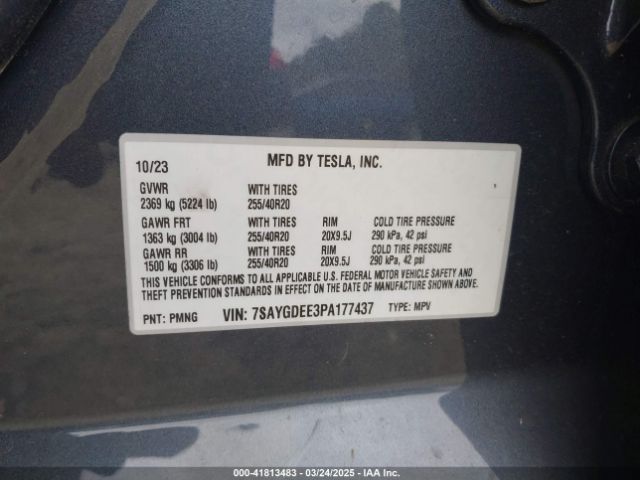 10/23 MFD BY TESLA, INC.
GVWR WITH TIRES
2369 kg (5224 lb) 255/40R20
GAWR FRT WITH TIRES RIM COLD TIRE PRESSURE
1363 kg (3004 lb) 255/40R20 20X9.5J 290 kPa, 42 psi
GAWR RR WITH TIRES RIM COLD TIRE PRESSURE
1500 kg (3306 lb) 255/40R20 20X9.5J 290 kPa, 42 psi
THIS VEHICLE CONFORMS TO ALL APPLICABLE U.S. FEDERAL MOTOR VEHICLE SAFETY AND
THEFT PREVENTION STANDARDS IN EFFECT ON THE DATE OF MANUFACTURE SHOWN ABOVE.
PNT: PMNG VIN: 7SAYGDEE3PA177437 TYPE: MPV
000-41813483 - 03/24/2025 - IAA Inc.